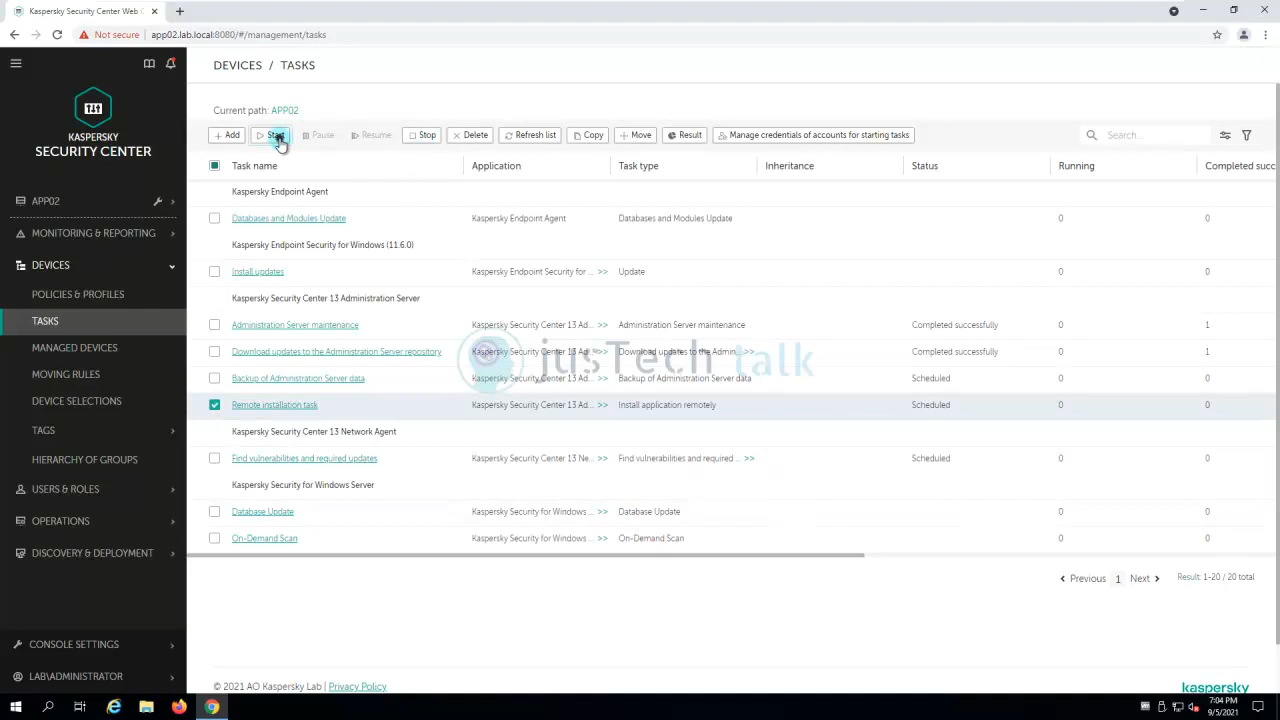 Kaspersky Security Center Web C
Not secure | app02.lab.local:8080/#/management/tasks
KASPERSKY
SECURITY CENTER
APP02
MONITORING & REPORTING
DEVICES
POLICIES & PROFILES
TASKS
MANAGED DEVICES
MOVING RULES
DEVICE SELECTIONS
TAGS
HIERARCHY OF GROUPS
USERS & ROLES
OPERATIONS
DISCOVERY & DEPLOYMENT
CONSOLE SETTINGS
LAB\ADMINISTRATOR
DEVICES / TASKS
Current path: APP02
+ Add Start Pause Resume Stop Delete Refresh list Copy Move Result Manage credentials of accounts for starting tasks Search...
Task name Application Task type Inheritance Status Running Completed succ
Kaspersky Endpoint Agent
Databases and Modules Update Kaspersky Endpoint Agent Databases and Modules Update 0 0
Kaspersky Endpoint Security for Windows (11.6.0)
Install updates Kaspersky Endpoint Security for ... >> Update 0 0
Kaspersky Security Center 13 Administration Server
Administration Server maintenance Kaspersky Security Center 13 Ad... >> Administration Server maintenance Completed successfully 0 1
Download updates to the Administration Server repository Kaspersky Security Center 13 Ad... >> Download updates to the Admin... >> Completed successfully 0 1
jusTech talk
Backup of Administration Server data Kaspersky Security Center 13 Ad... >> Backup of Administration Server data Scheduled 0 0
Remote installation task Kaspersky Security Center 13 Ad... >> Install application remotely Scheduled 0 0
Kaspersky Security Center 13 Network Agent
Find vulnerabilities and required updates Kaspersky Security Center 13 Ne... >> Find vulnerabilities and required ... >> Scheduled 0 0
Kaspersky Security for Windows Server
Database Update Kaspersky Security for Windows ... >> Database Update 0 0
On-Demand Scan Kaspersky Security for Windows ... >> On-Demand Scan 0 0
Previous 1 Next Result: 1-20 / 20 total
© 2021 AO Kaspersky Lab | Privacy Policy
kaspersky
7:04 PM
9/5/2021